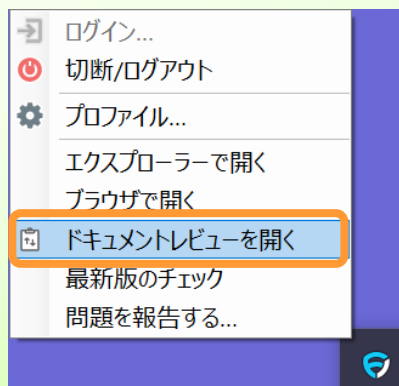 ログイン...
切断/ログアウト
プロファイル...
エクスプローラーで開く
ブラウザで開く
ドキュメントレビューを開く
最新版のチェック
問題を報告する...